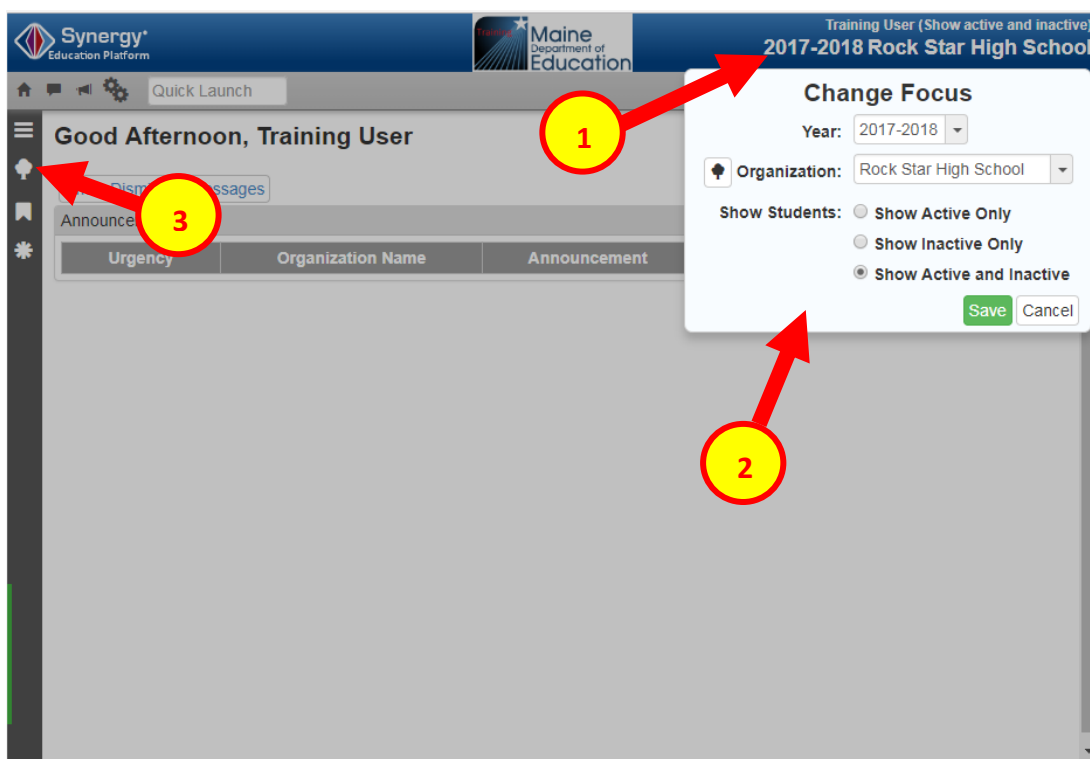 Synergy
Education Platform
Training
Maine
Department of
Education
Training User (Show active and inactive)
2017-2018 Rock Star High School
Quick Launch
Good Afternoon, Training User
Announce
Urgency Organization Name Announcement
Change Focus
Year: 2017-2018
Organization: Rock Star High School
Show Students: Show Active Only
Show Inactive Only
Show Active and Inactive
Save Cancel
1
2
3